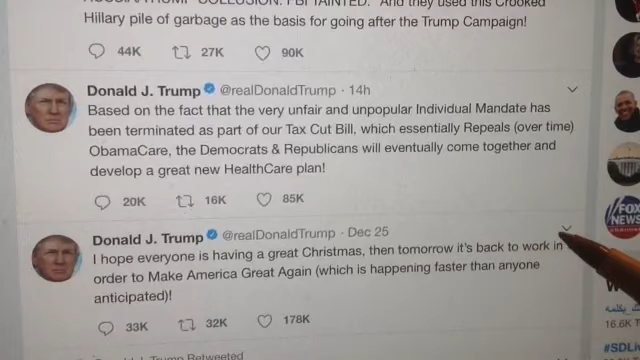 Hillary pile of garbage as the basis for going after the Trump Campaign!
44K 27K 90K
Donald J. Trump @realDonaldTrump · 14h
Based on the fact that the very unfair and unpopular Individual Mandate has
been terminated as part of our Tax Cut Bill, which essentially Repeals (over time)
ObamaCare, the Democrats & Republicans will eventually come together and
develop a great new HealthCare plan!
20K 16K 85K
Donald J. Trump @realDonaldTrump · Dec 25
I hope everyone is having a great Christmas, then tomorrow it's back to work in
order to Make America Great Again (which is happening faster than anyone
anticipated)!
33K 32K 178K
Donald J. Trump Retweeted
FOX
NEWS
16.6K T
#SDLi